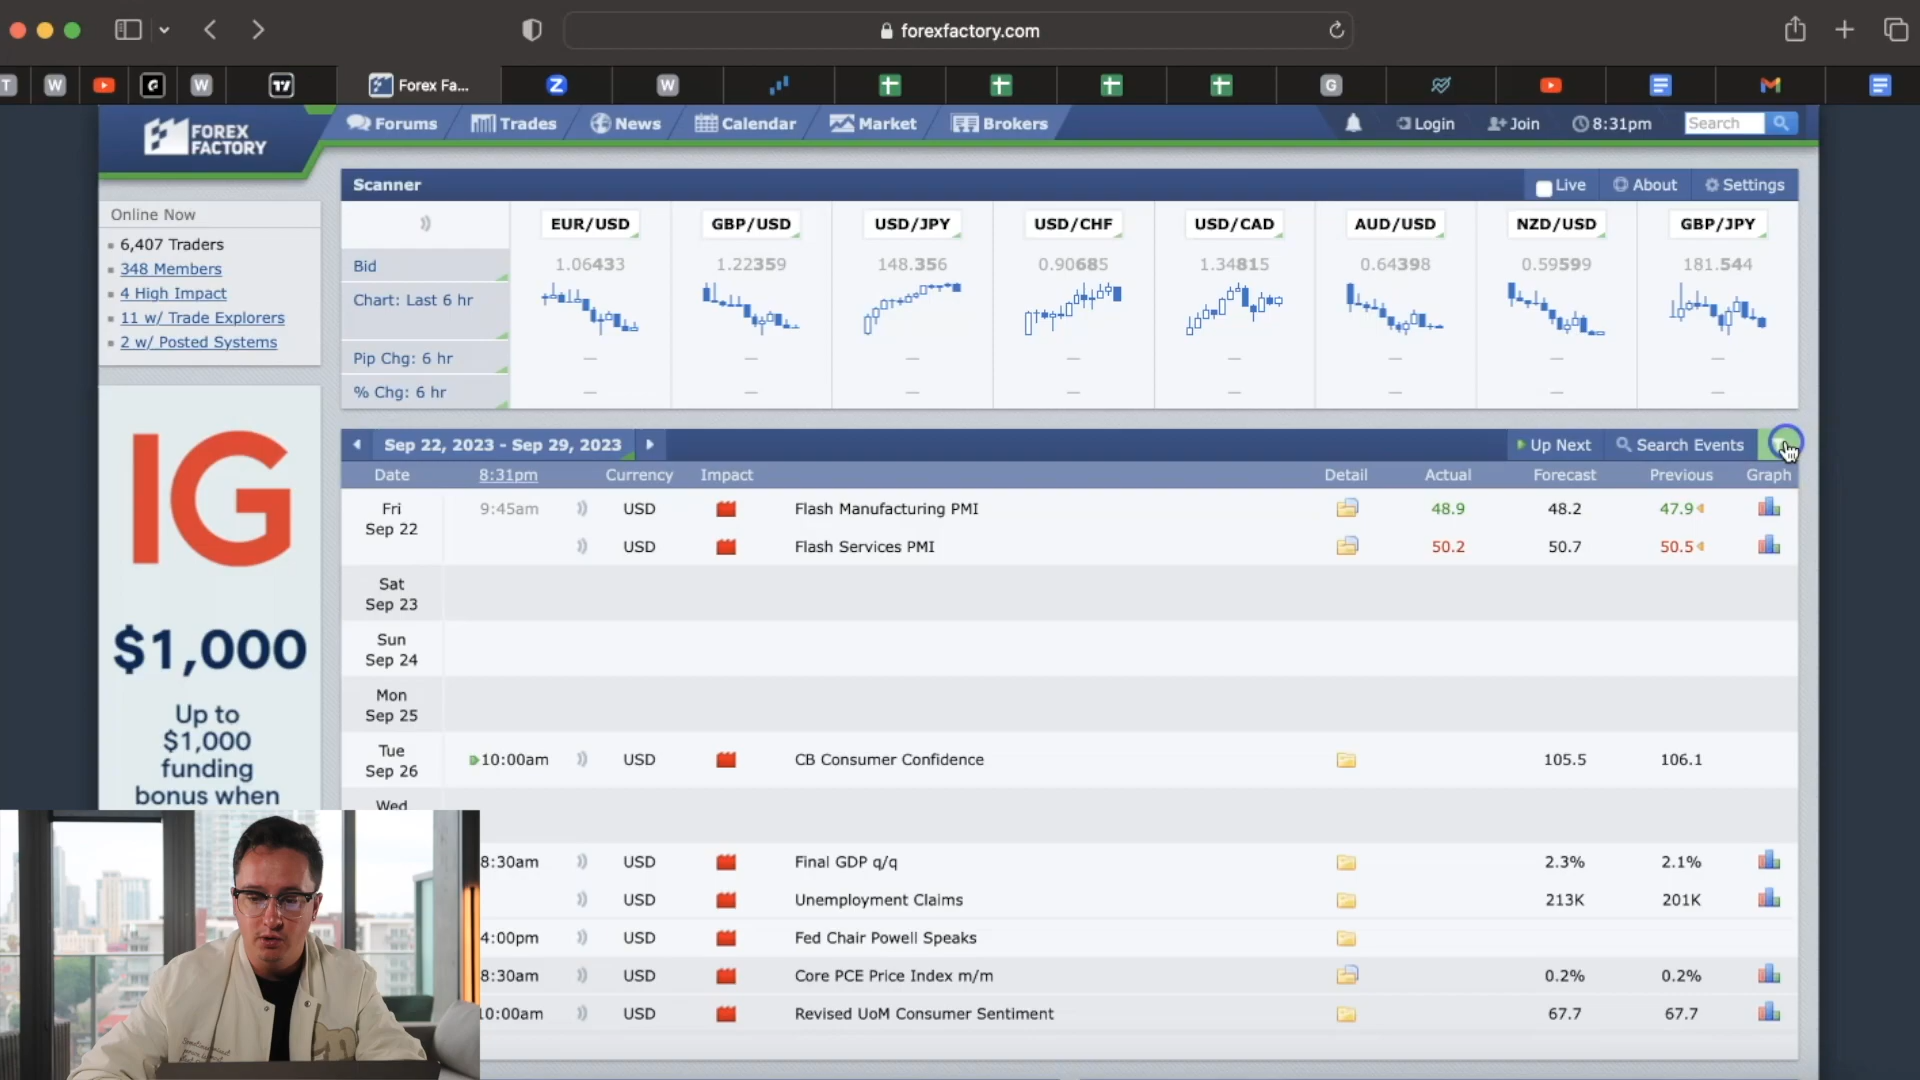 forexfactory.com
T
W
W
17
Forex Fa...
Z
W
G
FOREX
FACTORY
Forums
Trades
News
Calendar
Market
Brokers
Login
Join
8:31pm
Search
Online Now
6,407 Traders
348 Members
4 High Impact
11 w/ Trade Explorers
2 w/ Posted Systems
IG
$1,000
Up to
$1,000
funding
bonus when
Scanner
Live
About
Settings
EUR/USD GBP/USD USD/JPY USD/CHF USD/CAD AUD/USD NZD/USD GBP/JPY
Bid 1.06433 1.22359 148.356 0.90685 1.34815 0.64398 0.59599 181.544
Chart: Last 6 hr
Pip Chg: 6 hr — — — — — — — —
% Chg: 6 hr — — — — — — — —
Sep 22, 2023 - Sep 29, 2023
Up Next
Search Events
Date 8:31pm Currency Impact Detail Actual Forecast Previous Graph
Fri
Sep 22
9:45am USD Flash Manufacturing PMI 48.9 48.2 47.9
USD Flash Services PMI 50.2 50.7 50.5
Sat
Sep 23
Sun
Sep 24
Mon
Sep 25
Tue
Sep 26
10:00am USD CB Consumer Confidence 105.5 106.1
Wed
8:30am USD Final GDP q/q 2.3% 2.1%
USD Unemployment Claims 213K 201K
4:00pm USD Fed Chair Powell Speaks
8:30am USD Core PCE Price Index m/m 0.2% 0.2%
10:00am USD Revised UoM Consumer Sentiment 67.7 67.7